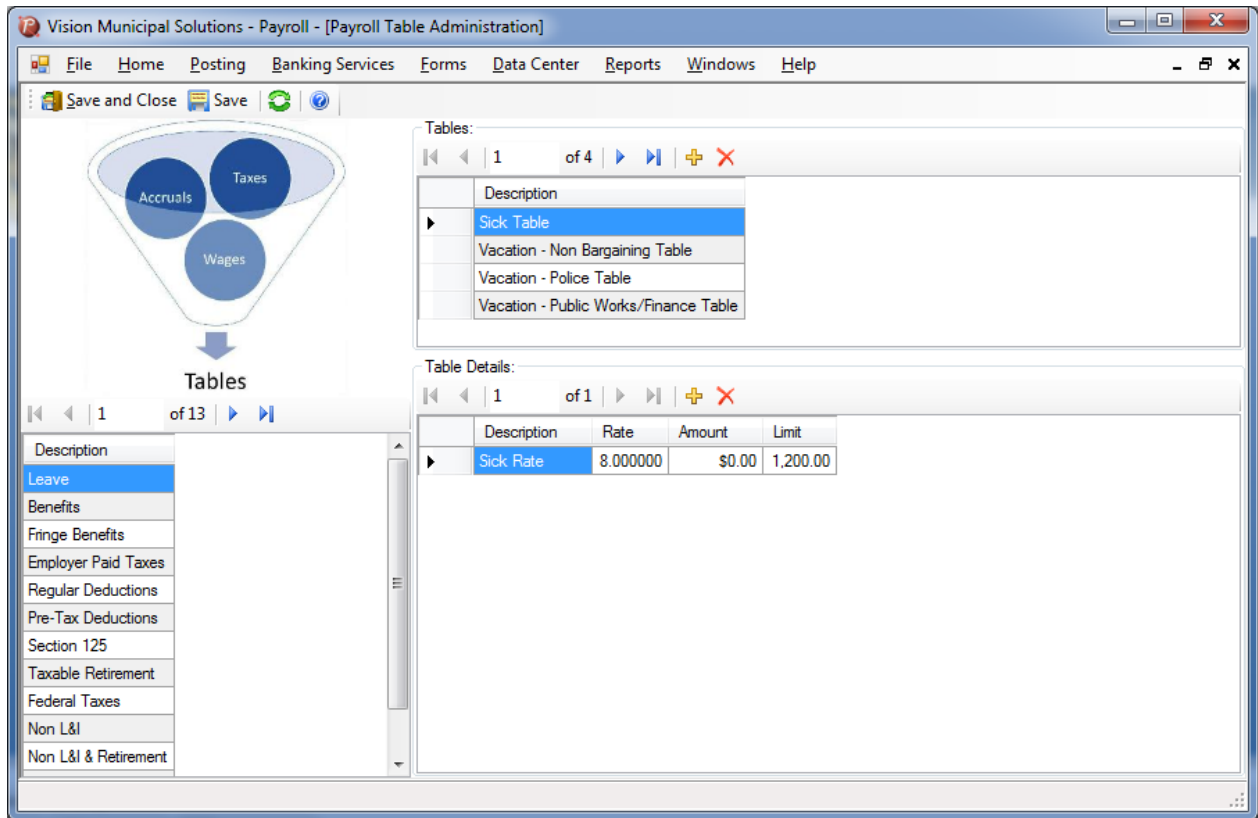 Vision Municipal Solutions - Payroll - [Payroll Table Administration]
File Home Posting Banking Services Forms Data Center Reports Windows Help
Save and Close Save
Accruals
Taxes
Wages
Tables
1 of 13
Description
Leave
Benefits
Fringe Benefits
Employer Paid Taxes
Regular Deductions
Pre-Tax Deductions
Section 125
Taxable Retirement
Federal Taxes
Non L&I
Non L&I & Retirement
Tables:
1 of 4
Description
Sick Table
Vacation - Non Bargaining Table
Vacation - Police Table
Vacation - Public Works/Finance Table
Table Details:
1 of 1
Description Rate Amount Limit
Sick Rate 8.000000 $0.00 1,200.00